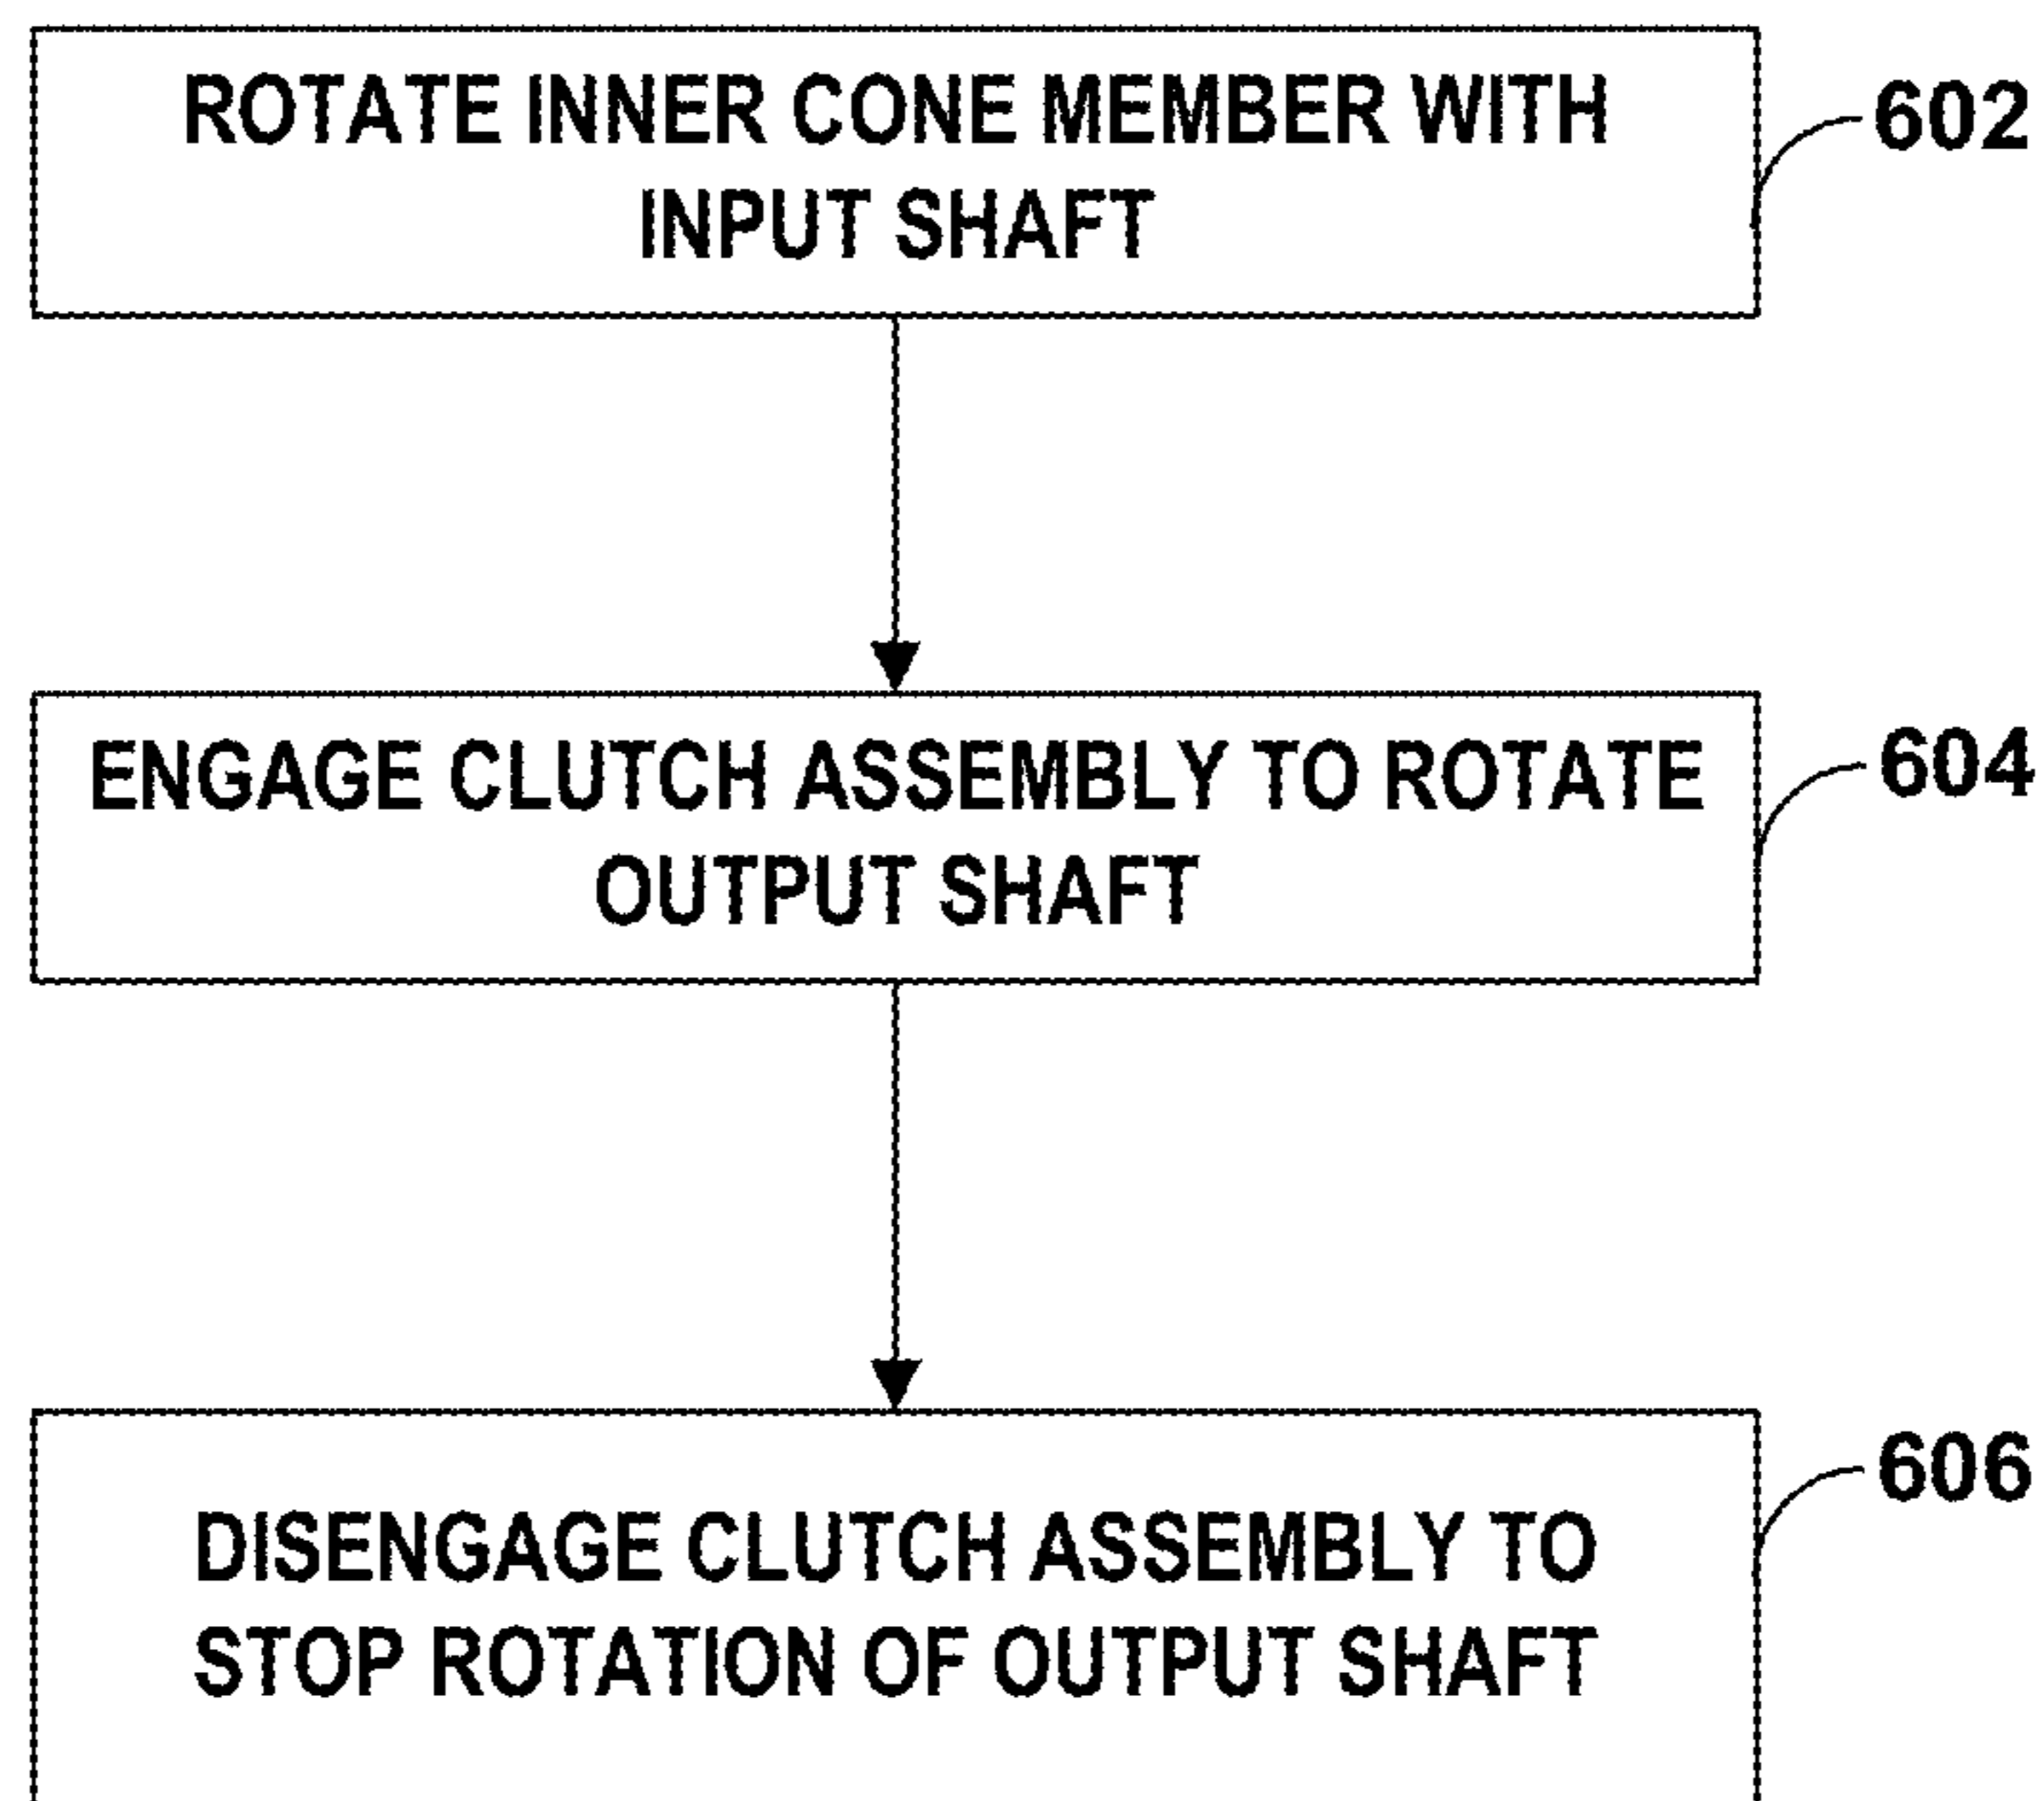 ROTATE INNER CONE MEMBER WITH
INPUT SHAFT
602
ENGAGE CLUTCH ASSEMBLY TO ROTATE
OUTPUT SHAFT
604
DISENGAGE CLUTCH ASSEMBLY TO
STOP ROTATION OF OUTPUT SHAFT
606